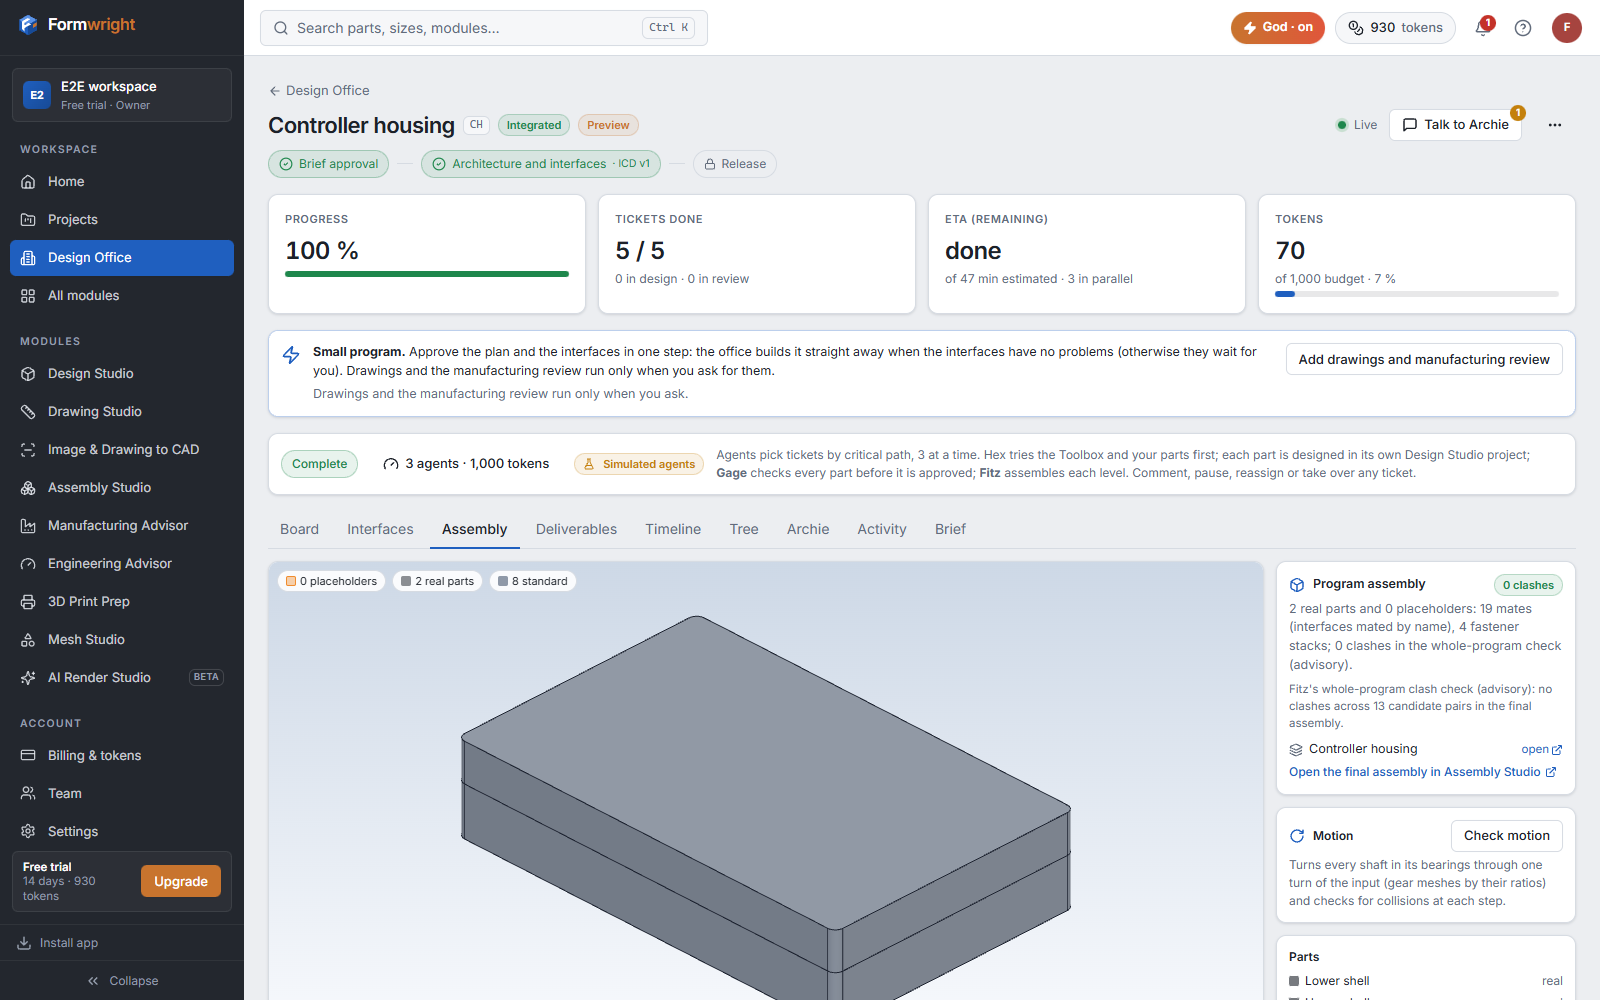 Formwright
Search parts, sizes, modules...
Ctrl K
God · on
930 tokens
1
F
E2
E2E workspace
Free trial · Owner
WORKSPACE
Home
Projects
Design Office
All modules
MODULES
Design Studio
Drawing Studio
Image & Drawing to CAD
Assembly Studio
Manufacturing Advisor
Engineering Advisor
3D Print Prep
Mesh Studio
AI Render Studio
BETA
ACCOUNT
Billing & tokens
Team
Settings
Free trial
14 days · 930
tokens
Upgrade
Install app
Collapse
Design Office
Controller housing
CH
Integrated
Preview
Live
Talk to Archie
1
Brief approval
Architecture and interfaces · ICD v1
Release
PROGRESS
100 %
TICKETS DONE
5 / 5
0 in design · 0 in review
ETA (REMAINING)
done
of 47 min estimated · 3 in parallel
TOKENS
70
of 1,000 budget · 7 %
Small program. Approve the plan and the interfaces in one step: the office builds it straight away when the interfaces have no problems (otherwise they wait for
you). Drawings and the manufacturing review run only when you ask for them.
Drawings and the manufacturing review run only when you ask.
Add drawings and manufacturing review
Complete
3 agents · 1,000 tokens
Simulated agents
Agents pick tickets by critical path, 3 at a time. Hex tries the Toolbox and your parts first; each part is designed in its own Design Studio project;
Gage checks every part before it is approved; Fitz assembles each level. Comment, pause, reassign or take over any ticket.
Board
Interfaces
Assembly
Deliverables
Timeline
Tree
Archie
Activity
Brief
0 placeholders
2 real parts
8 standard
Program assembly
0 clashes
2 real parts and 0 placeholders: 19 mates
(interfaces mated by name), 4 fastener
stacks; 0 clashes in the whole-program check
(advisory).
Fitz's whole-program clash check (advisory): no
clashes across 13 candidate pairs in the final
assembly.
Controller housing
open
Open the final assembly in Assembly Studio
Motion
Check motion
Turns every shaft in its bearings through one
turn of the input (gear meshes by their ratios)
and checks for collisions at each step.
Parts
Lower shell
real